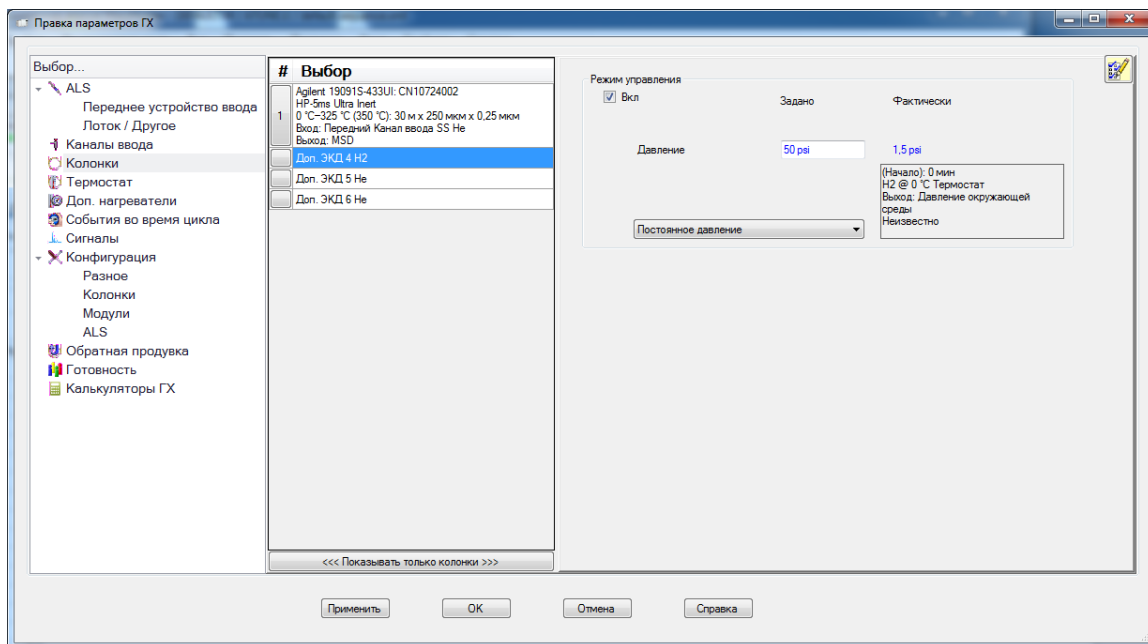 Правка параметров ГХ
Выбор...
ALS
Переднее устройство ввода
Лоток / Другое
Каналы ввода
Колонки
Термостат
Доп. нагреватели
События во время цикла
Сигналы
Конфигурация
Разное
Колонки
Модули
ALS
Обратная продувка
Готовность
Калькуляторы ГХ
# Выбор
1
Agilent 19091S-433UI: CN10724002
HP-5ms Ultra Inert
0 °C–325 °C (350 °C): 30 м x 250 мкм x 0,25 мкм
Вход: Передний Канал ввода SS He
Выход: MSD
Доп. ЭКД 4 H2
Доп. ЭКД 5 He
Доп. ЭКД 6 He
<<< Показывать только колонки >>>
Режим управления
Вкл
Задано
Фактически
Давление
50 psi
1,5 psi
(Начало): 0 мин
H2 @ 0 °C Термостат
Выход: Давление окружающей
среды
Неизвестно
Постоянное давление
Применить
OK
Отмена
Справка